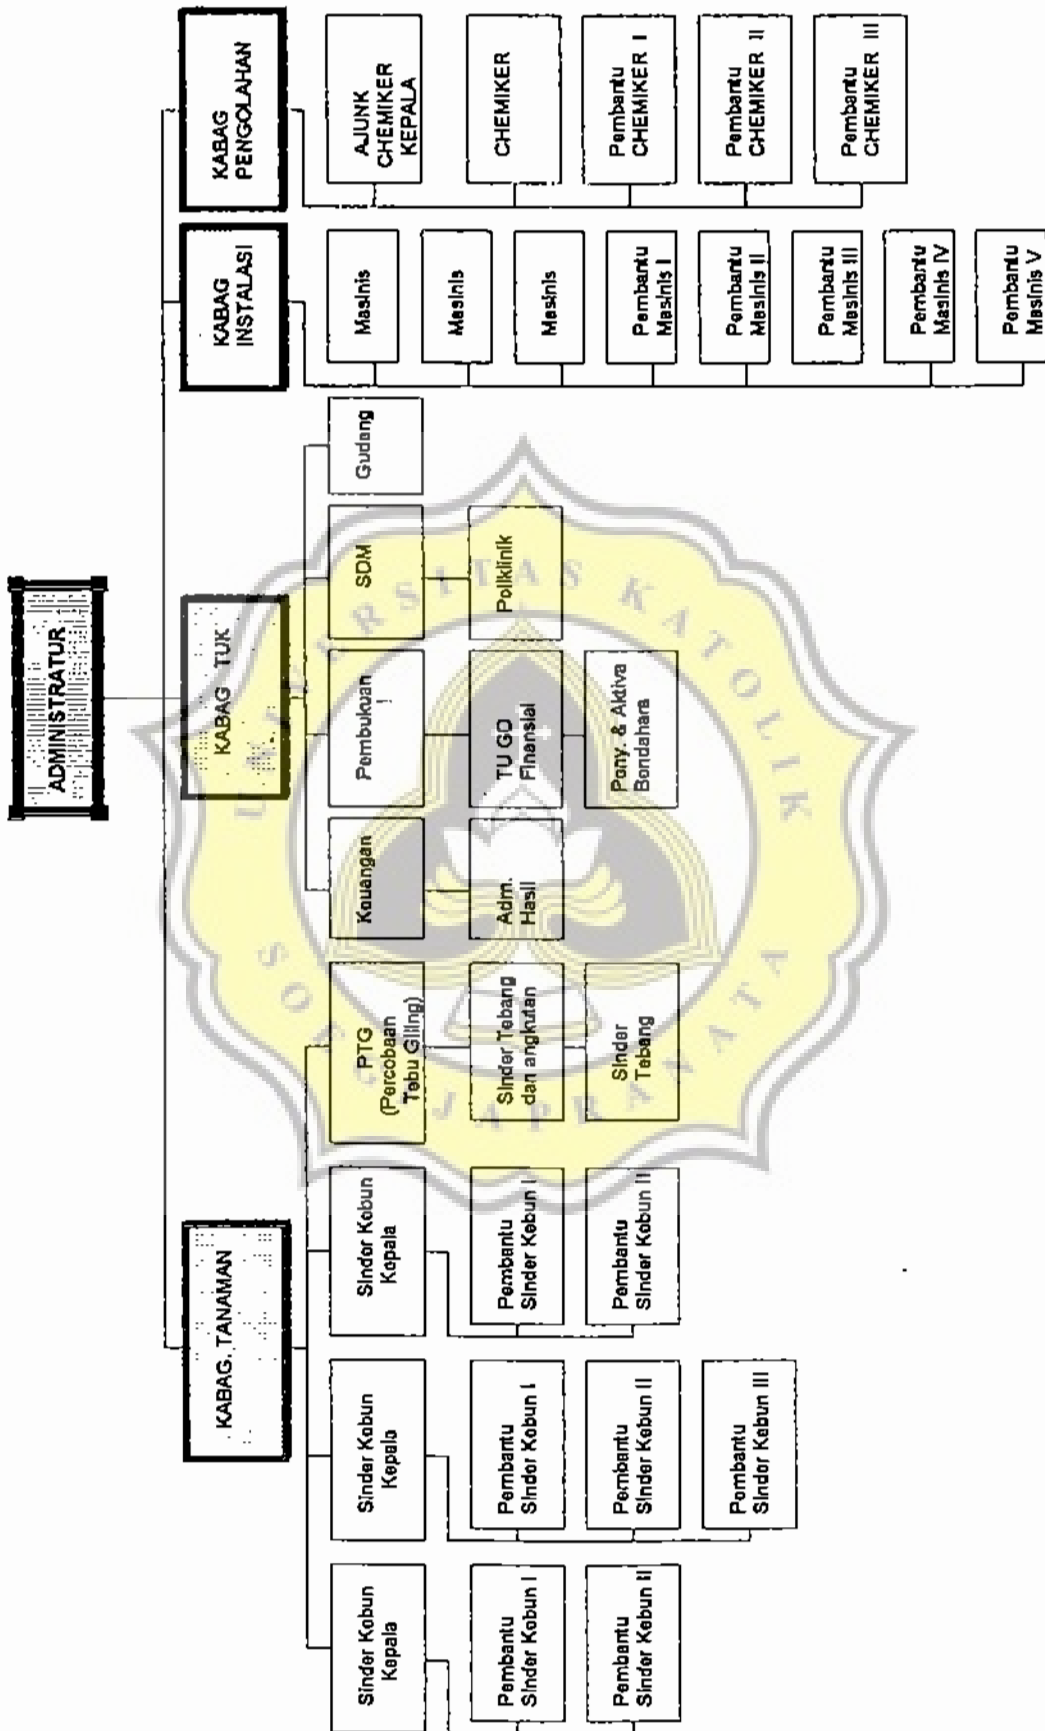 ADMINISTRATUR
KABAG. TANAMAN
KABAG TUK
KABAG
INSTALASI
KABAG
PENGOLAHAN
Sinder Kebun
Kepala
Pembantu
Sinder Kebun I
Pembantu
Sinder Kebun II
Sinder Kebun
Kepala
Pembantu
Sinder Kebun I
Pembantu
Sinder Kebun II
Pembantu
Sinder Kebun III
Sinder Kebun
Kepala
Pembantu
Sinder Kebun I
Pembantu
Sinder Kebun II
PTG
(Percobaan
Tebu Giling)
Sinder Tebang
dan angkutan
Sinder
Tebang
Keuangan
Adm.
Hasil
Pembukuan
TU GD
Finansial
Peny. & Aktiva
Bendahara
SDM
Poliklinik
Gudang
Masinis
Masinis
Masinis
Pembantu
Masinis I
Pembantu
Masinis II
Pembantu
Masinis III
Pembantu
Masinis IV
Pembantu
Masinis V
AJUNK
CHEMIKER
KEPALA
CHEMIKER
Pembantu
CHEMIKER I
Pembantu
CHEMIKER II
Pembantu
CHEMIKER III
UNIVERSITAS KATOLIK
SOEGIJAPRANATA